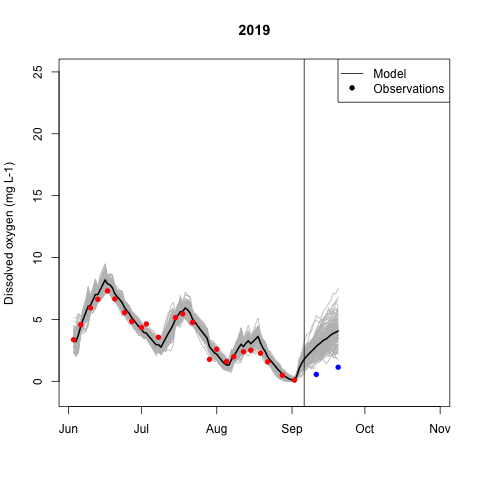 2019
Model
Observations
Dissolved oxygen (mg L-1)
25
20
15
10
5
0
Jun Jul Aug Sep Oct Nov